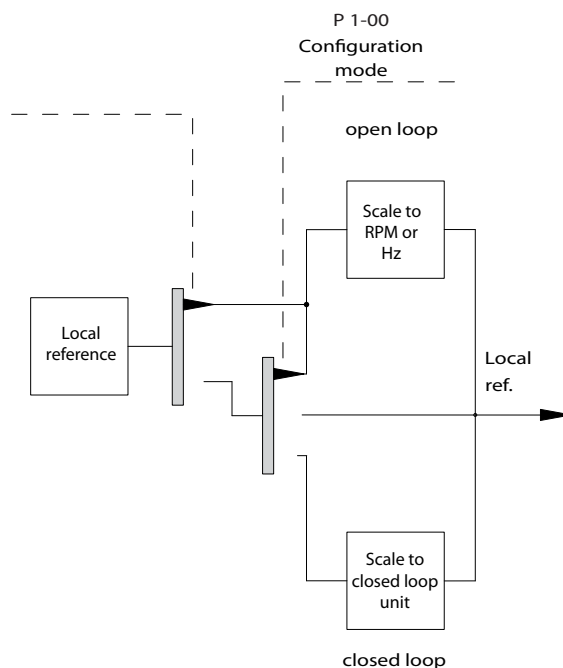 P 1-00
Configuration
mode
open loop
Scale to
RPM or
Hz
Local
reference
Local
ref.
Scale to
closed loop
unit
closed loop